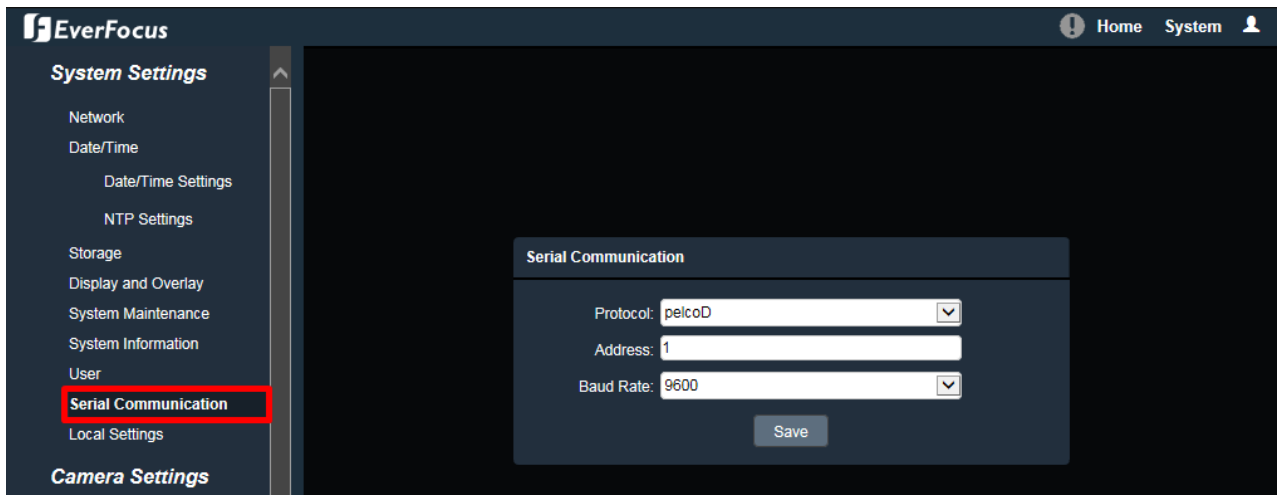 EverFocus
Home System
System Settings
Network
Date/Time
Date/Time Settings
NTP Settings
Storage
Display and Overlay
System Maintenance
System Information
User
Serial Communication
Local Settings
Camera Settings
Serial Communication
Protocol: pelcoD
Address: 1
Baud Rate: 9600
Save